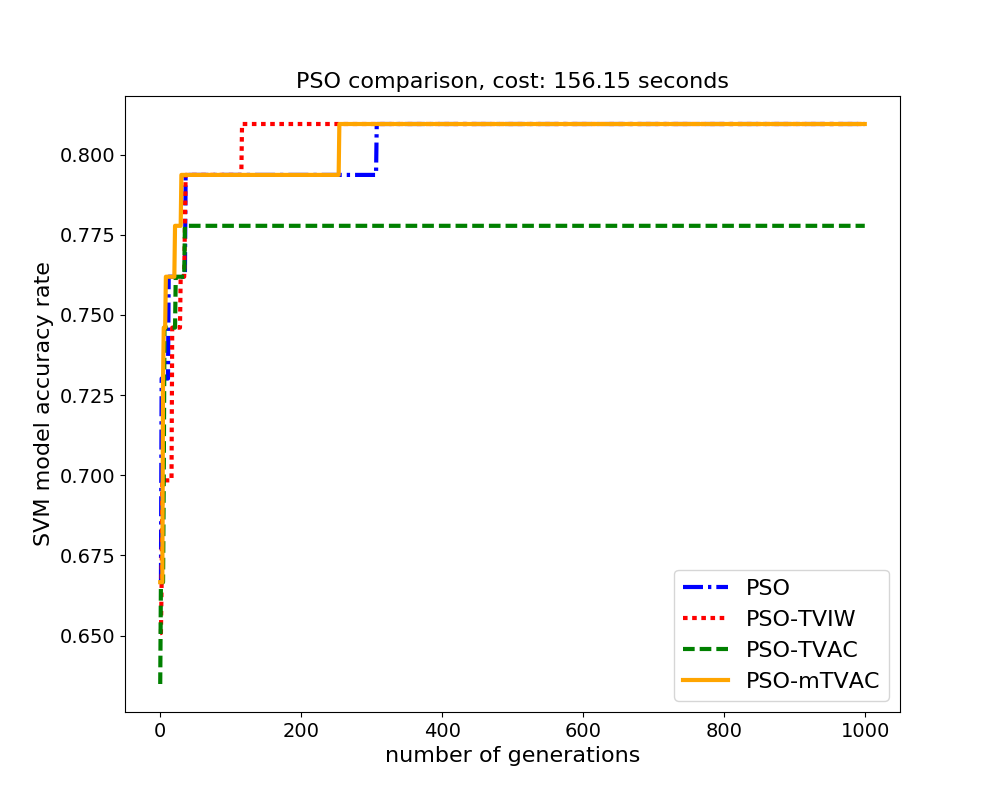 PSO comparison, cost: 156.15 seconds
0.800
0.775
0.750
0.725
0.700
0.675
0.650
SVM model accuracy rate
PSO
PSO-TVIW
PSO-TVAC
PSO-mTVAC
0 200 400 600 800 1000
number of generations